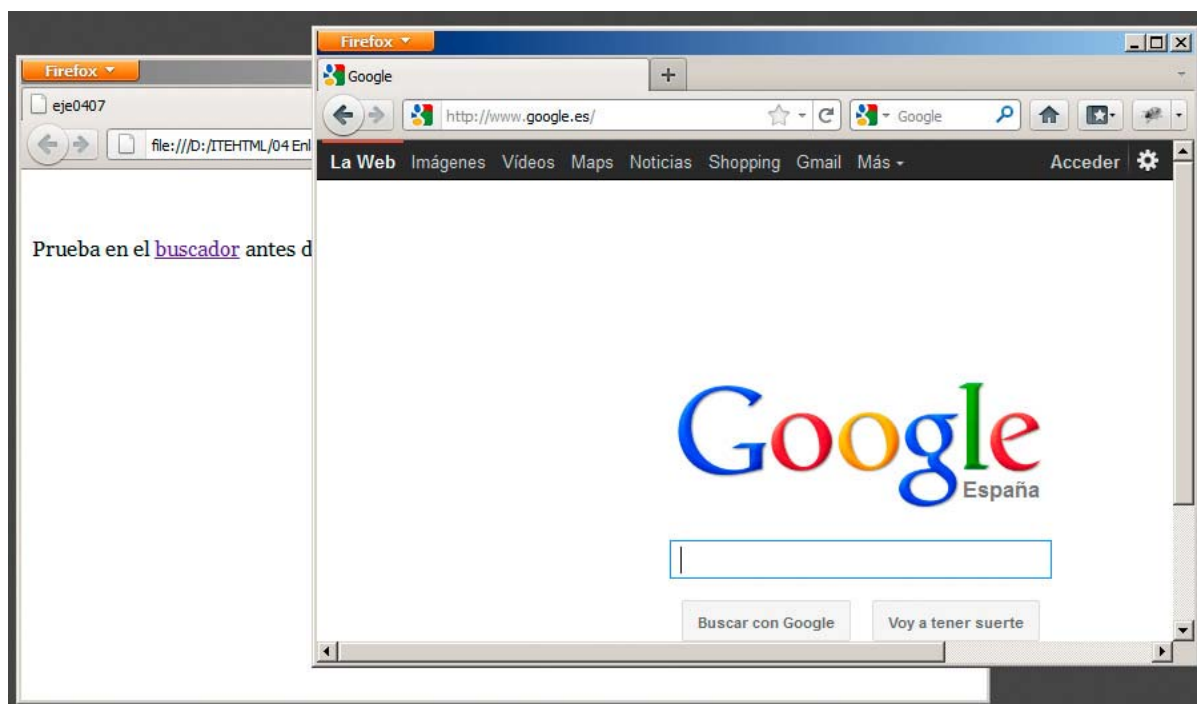 Firefox
eje0407
file:///D:/ITEHTML/04 Enl
Prueba en el buscador antes d
Firefox
Google
http://www.google.es/
Google
La Web Imágenes Vídeos Maps Noticias Shopping Gmail Más Acceder
Google
España
Buscar con Google Voy a tener suerte